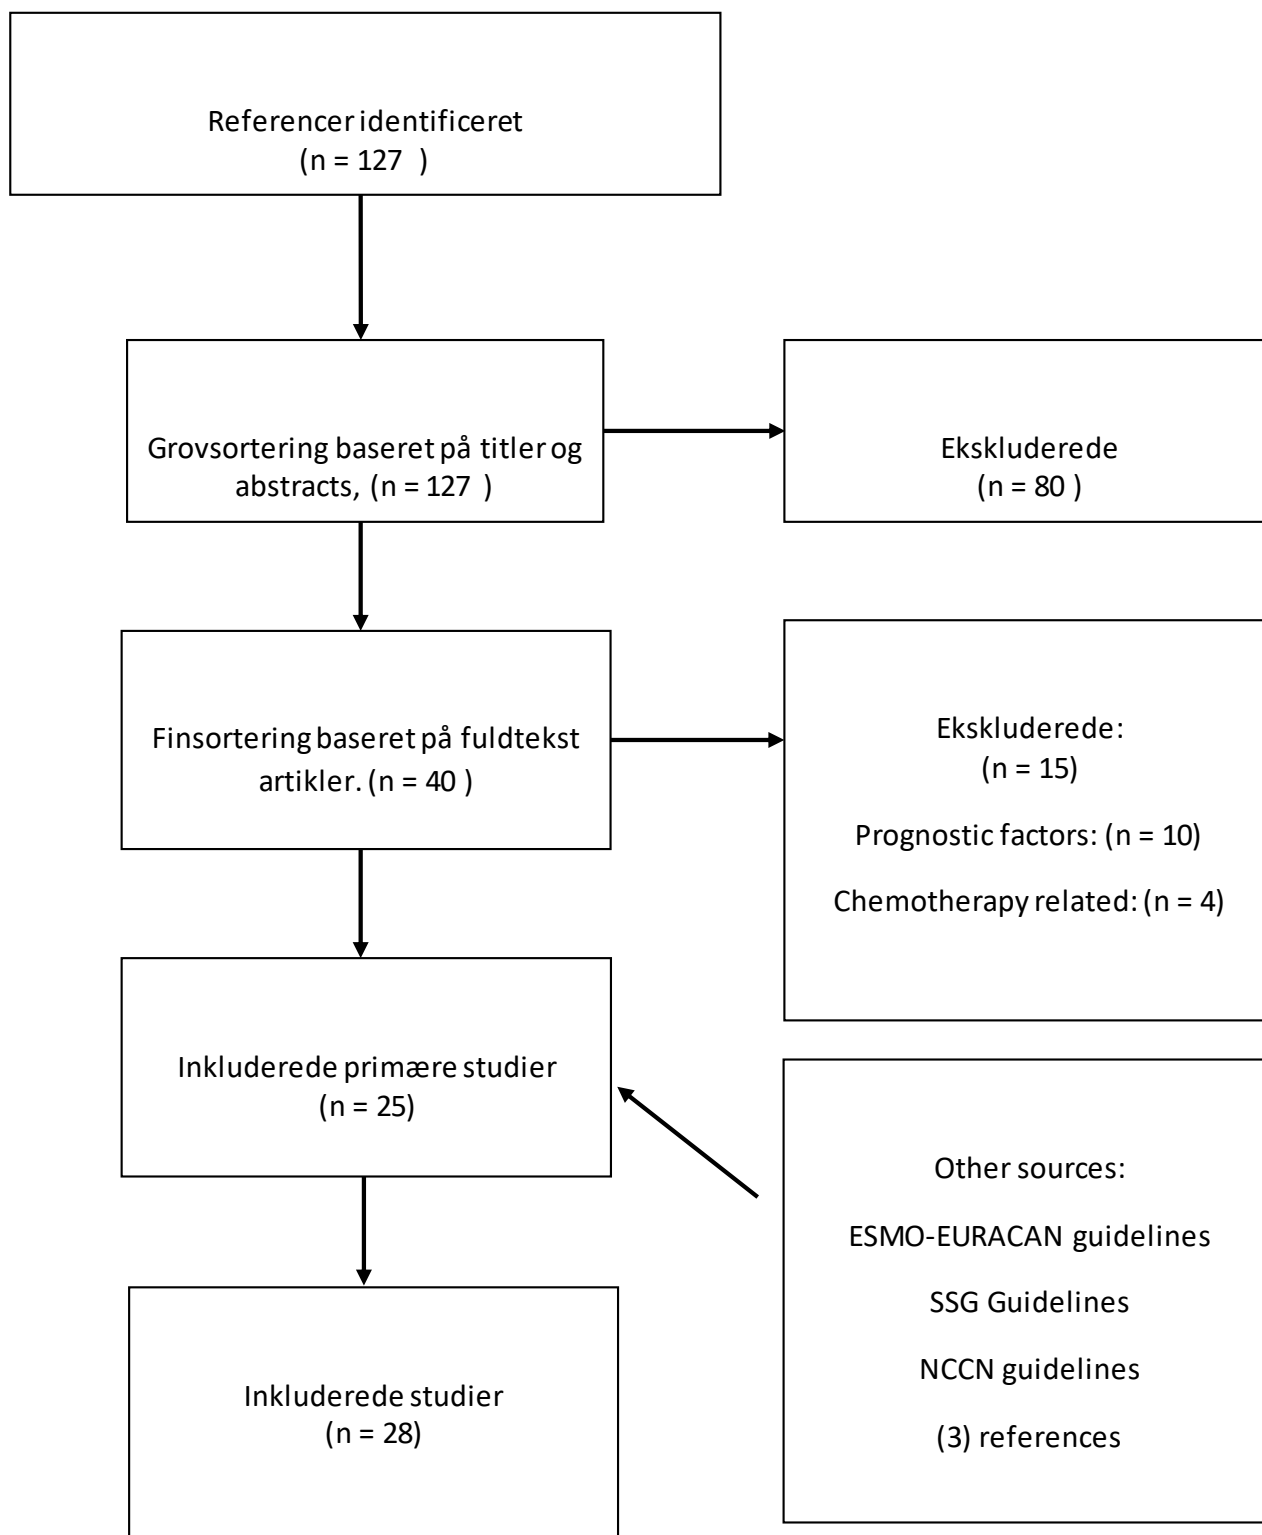 Referencer identificeret
(n = 127 )
Grovsortering baseret på titler og
abstracts, (n = 127 )
Ekskluderede
(n = 80 )
Finsortering baseret på fuldtekst
artikler. (n = 40 )
Ekskluderede:
(n = 15)
Prognostic factors: (n = 10)
Chemotherapy related: (n = 4)
Inkluderede primære studier
(n = 25)
Other sources:
ESMO-EURACAN guidelines
SSG Guidelines
NCCN guidelines
(3) references
Inkluderede studier
(n = 28)